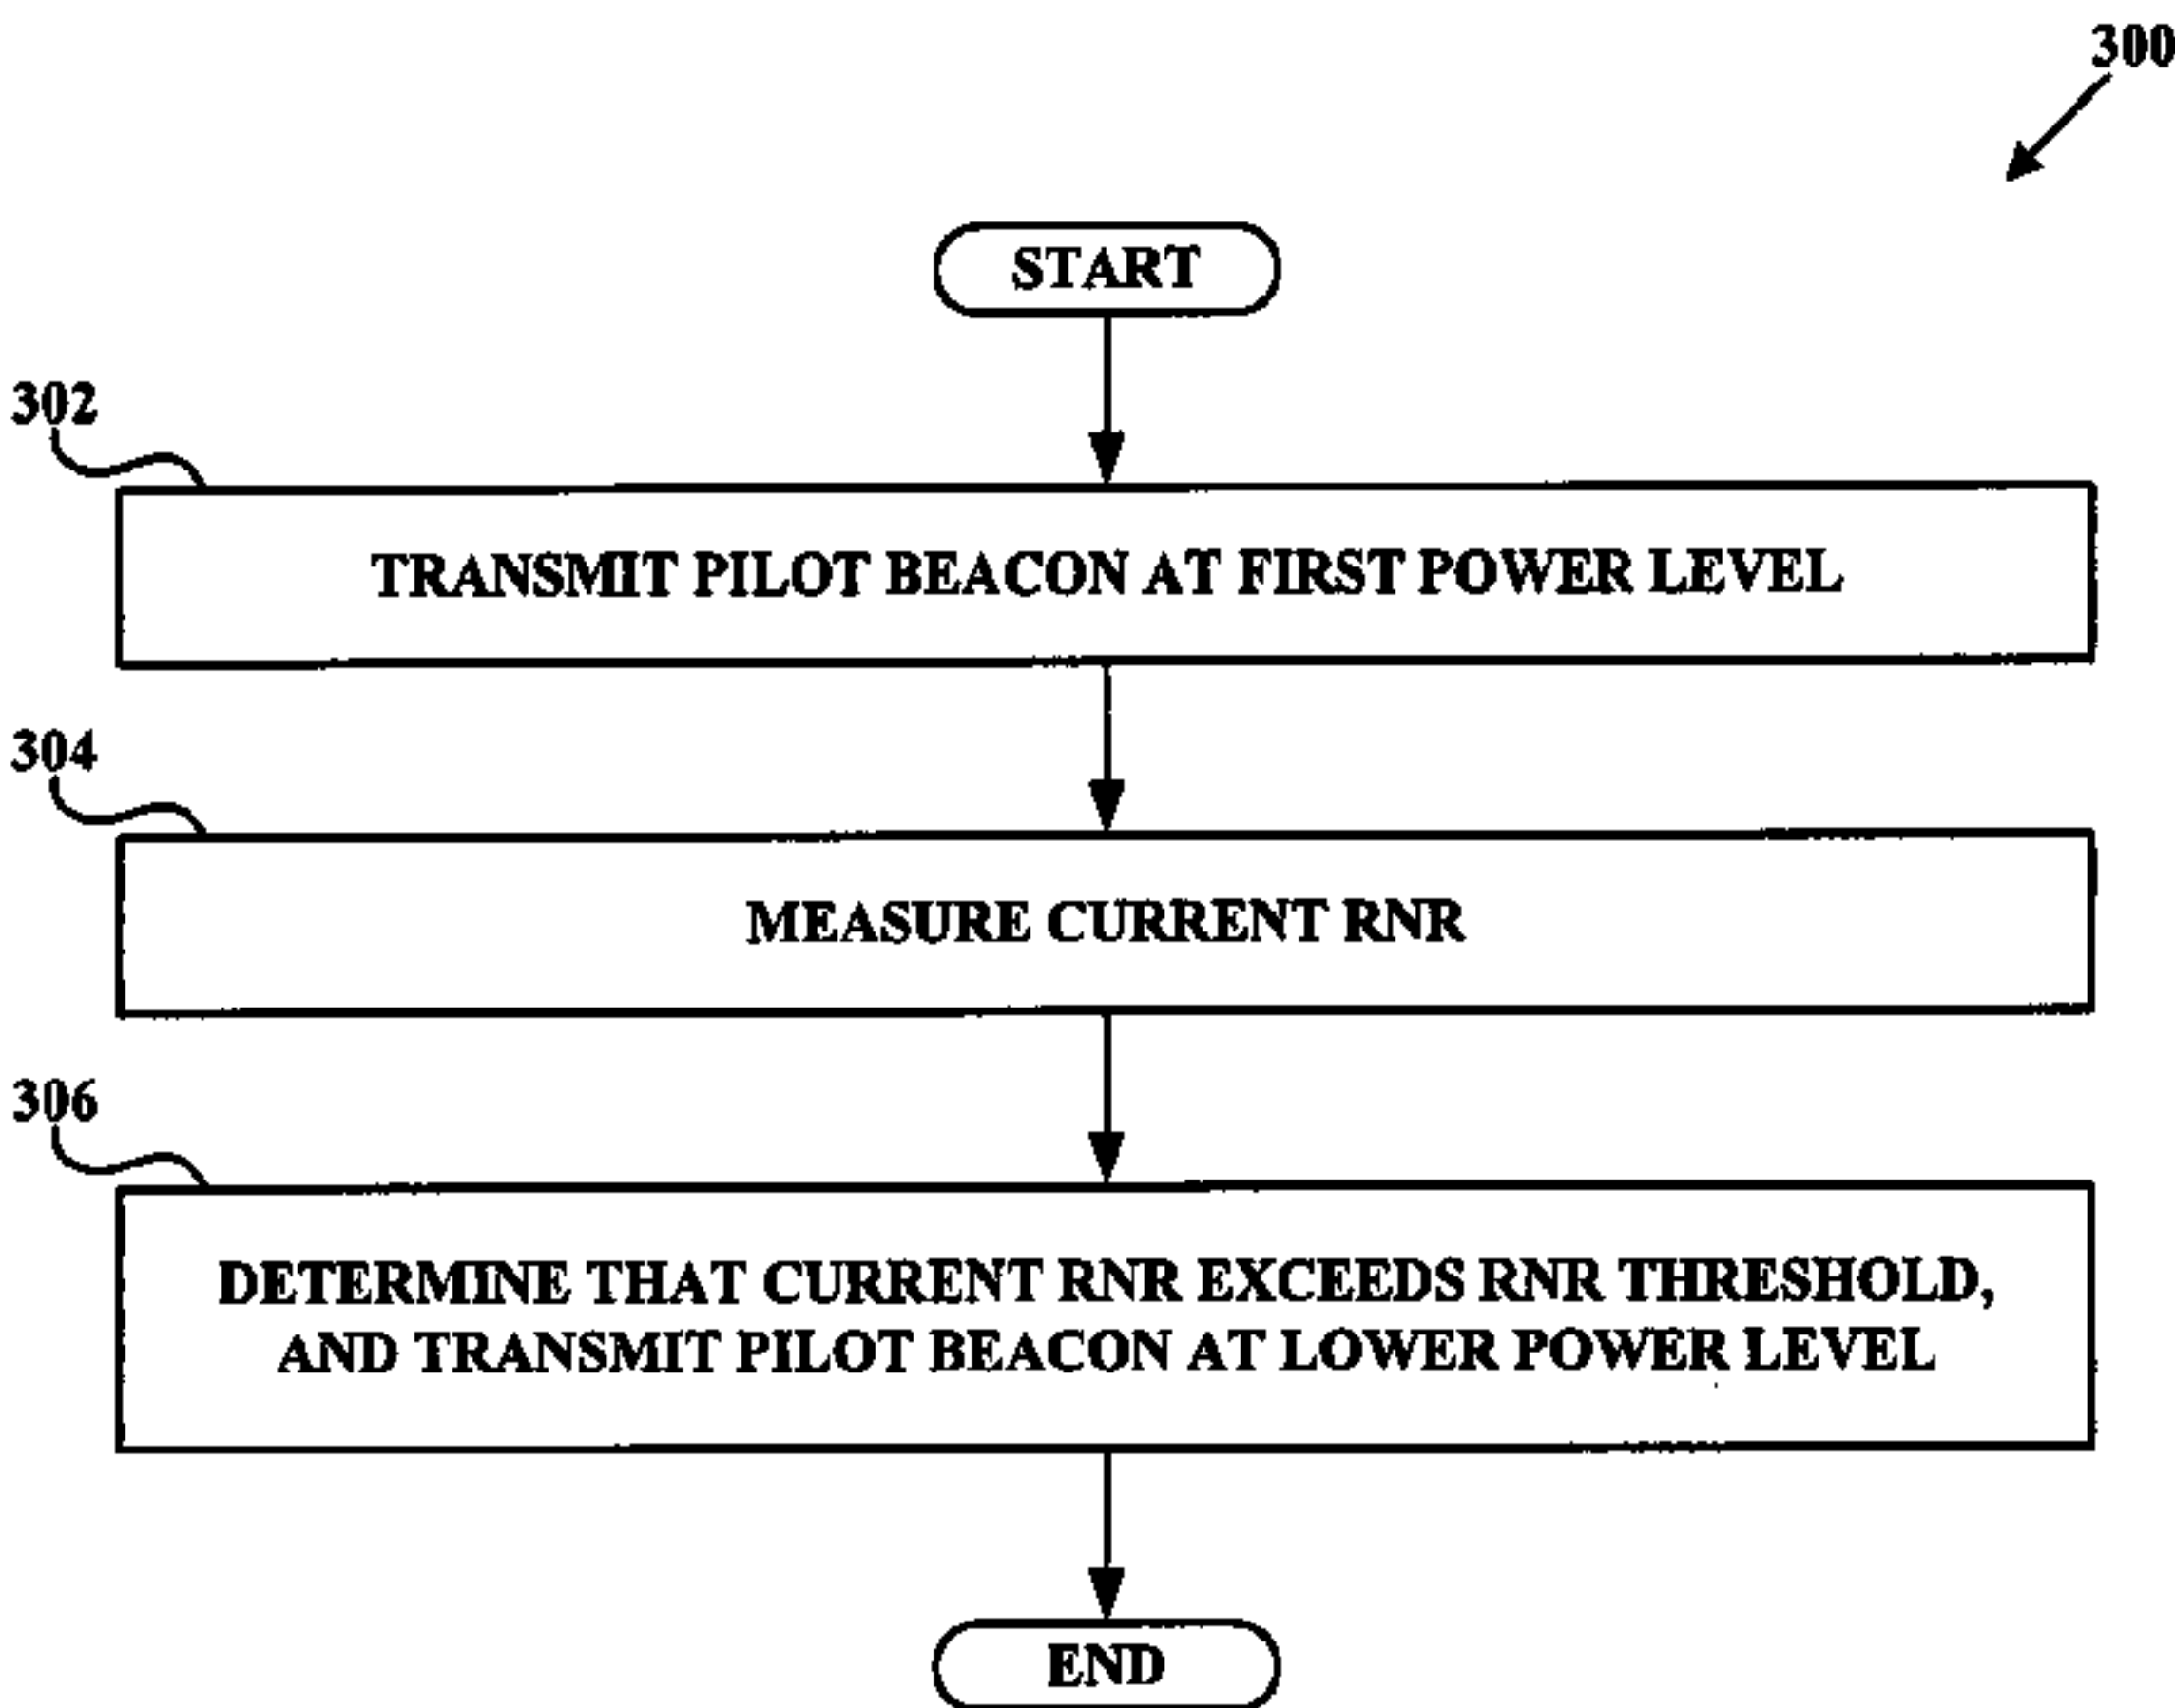 300
START
302
TRANSMIT PILOT BEACON AT FIRST POWER LEVEL
304
MEASURE CURRENT RNR
306
DETERMINE THAT CURRENT RNR EXCEEDS RNR THRESHOLD,
AND TRANSMIT PILOT BEACON AT LOWER POWER LEVEL
END